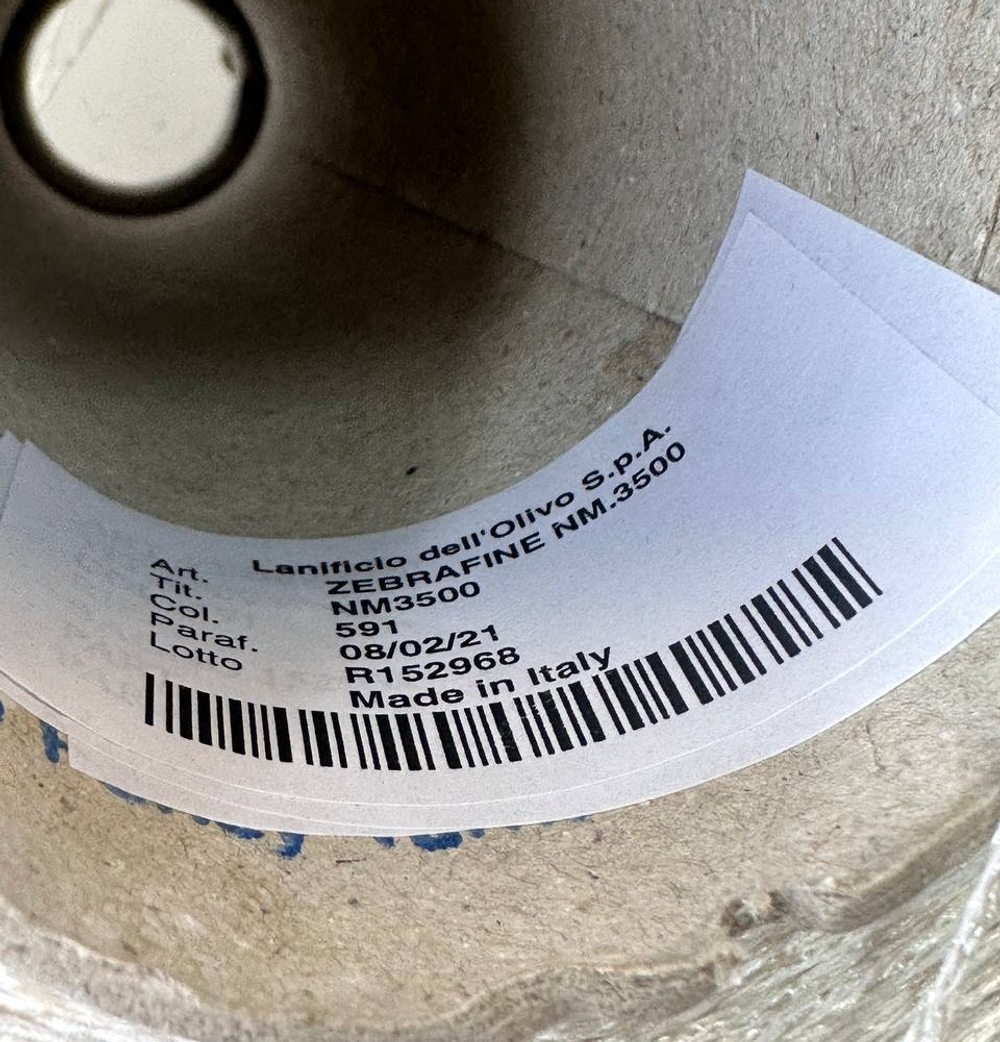 Lanificio dell'Olivo S.p.A.
Art. ZEBRAFINE NM.3500
Tit. NM3500
Col. 591
Paraf. 08/02/21
Lotto R152968
Made in Italy